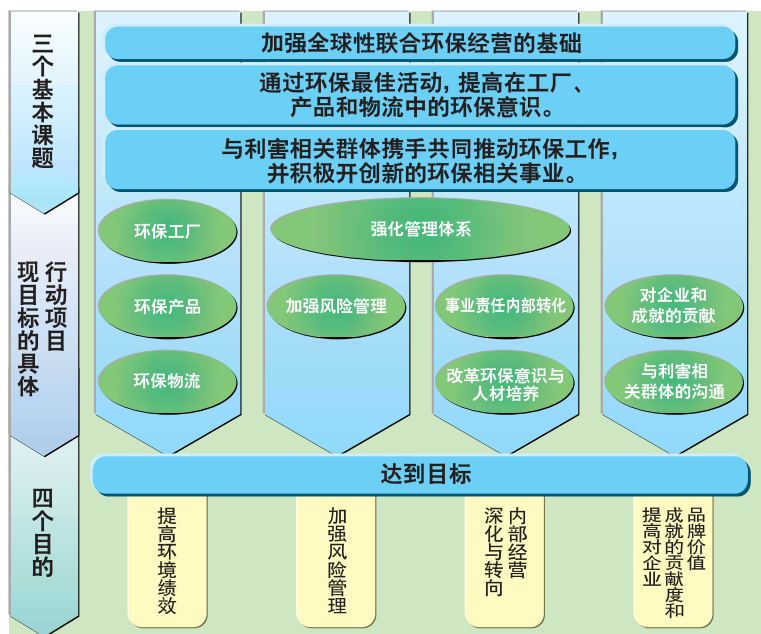 三个基本课题
加强全球性联合环保经营的基础
通过环保最佳活动，提高在工厂、
产品和物流中的环保意识。
与利害相关群体携手共同推动环保工作，
并积极开创新的环保相关事业。
现目标的具体
行动项目
环保工厂
强化管理体系
环保产品
加强风险管理
事业责任内部转化
对企业和
成就的贡献
环保物流
改革环保意识与
人材培养
与利害相
关群体的沟通
四个目的
达到目标
提高环境绩效
加强风险管理
深化与转向
内部经营
提高对企业
成就的贡献度和
品牌价值